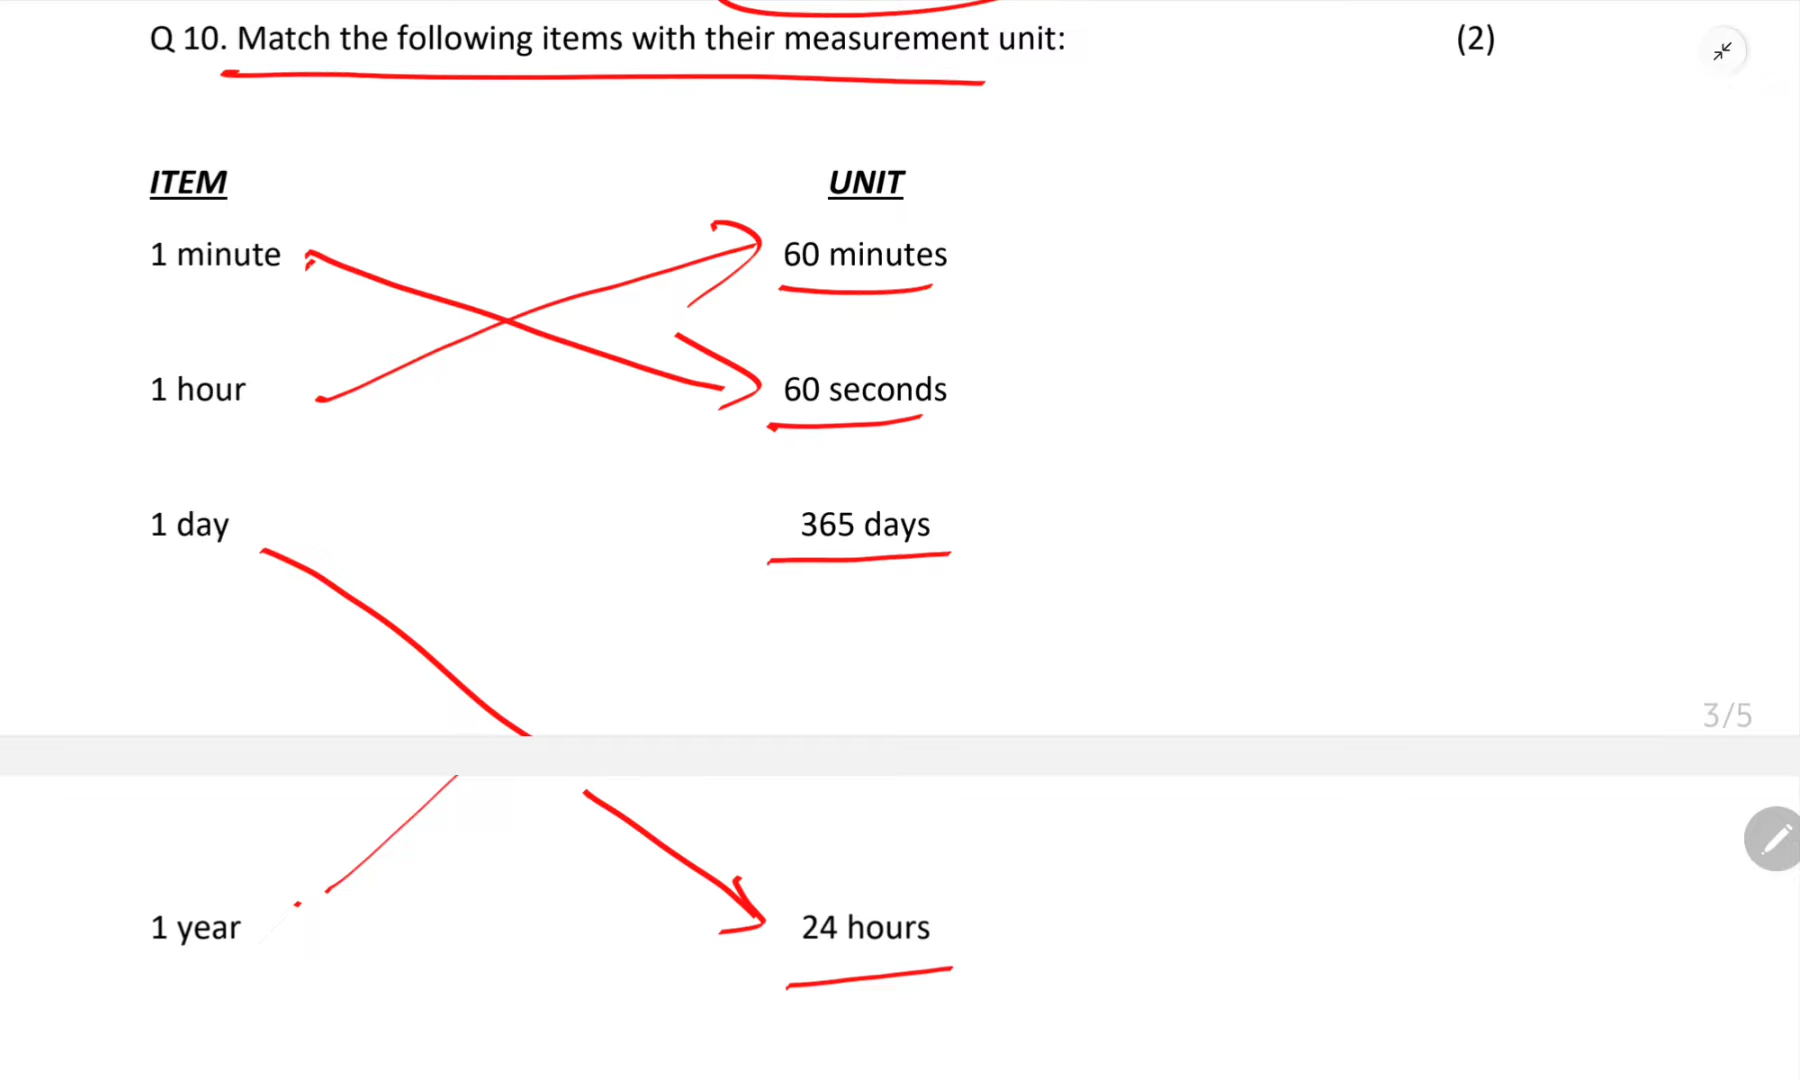 Q 10. Match the following items with their measurement unit: (2)
ITEM UNIT
1 minute 60 minutes
1 hour 60 seconds
1 day 365 days
3/5
1 year 24 hours